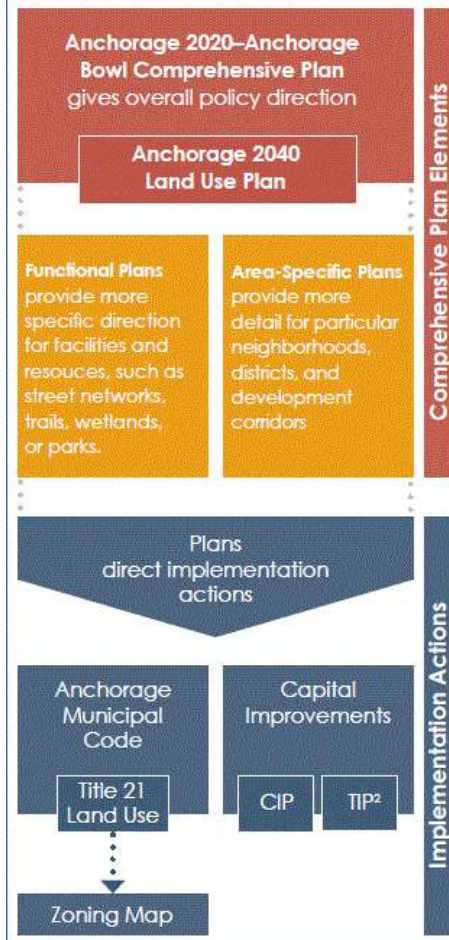 Anchorage 2020–Anchorage
Bowl Comprehensive Plan
gives overall policy direction
Anchorage 2040
Land Use Plan
Functional Plans
provide more
specific direction
for facilities and
resouces, such as
street networks,
trails, wetlands,
or parks.
Area-Specific Plans
provide more
detail for particular
neighborhoods,
districts, and
development
corridors
Comprehensive Plan Elements
Plans
direct implementation
actions
Anchorage
Municipal
Code
Title 21
Land Use
Zoning Map
Capital
Improvements
CIP
TIP²
Implementation Actions